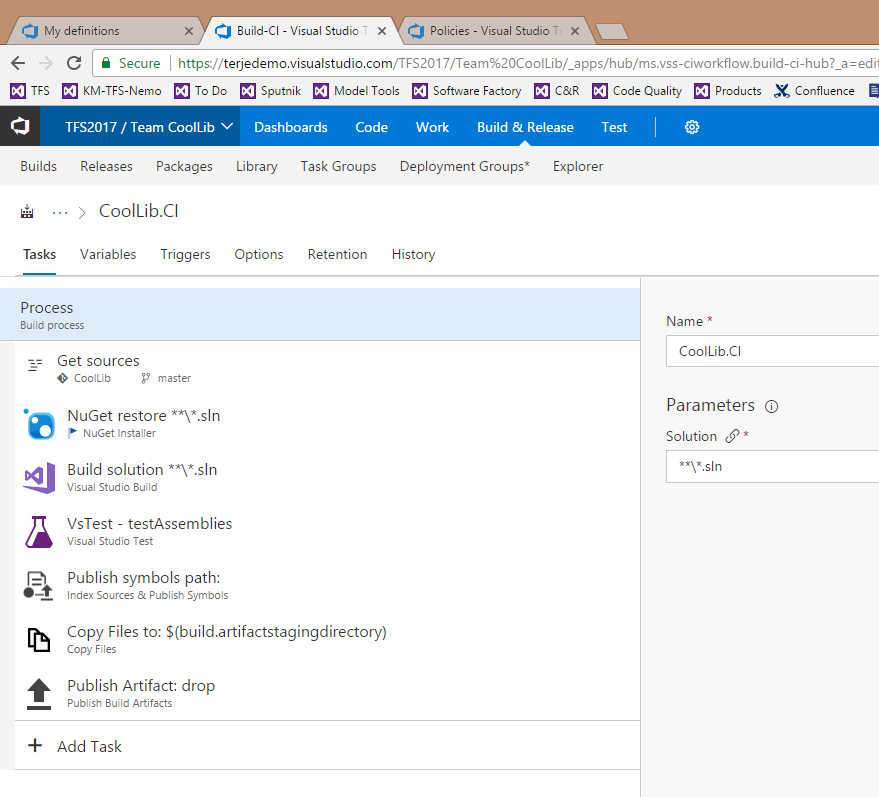 My definitions
Build-CI - Visual Studio T
Policies - Visual Studio T
Secure https://terjedemo.visualstudio.com/TFS2017/Team%20CoolLib/_apps/hub/ms.vss-ciworkflow.build-ci-hub?_a=edit
TFS KM-TFS-Nemo To Do Sputnik Model Tools Software Factory C&R Code Quality Products Confluence
TFS2017 / Team CoolLib Dashboards Code Work Build & Release Test
Builds Releases Packages Library Task Groups Deployment Groups* Explorer
... > CoolLib.CI
Tasks Variables Triggers Options Retention History
Process
Build process
Get sources
CoolLib master
NuGet restore **\*.sln
NuGet Installer
Build solution **\*.sln
Visual Studio Build
VsTest - testAssemblies
Visual Studio Test
Publish symbols path:
Index Sources & Publish Symbols
Copy Files to: $(build.artifactstagingdirectory)
Copy Files
Publish Artifact: drop
Publish Build Artifacts
+ Add Task
Name *
CoolLib.CI
Parameters
Solution *
**\*.sln